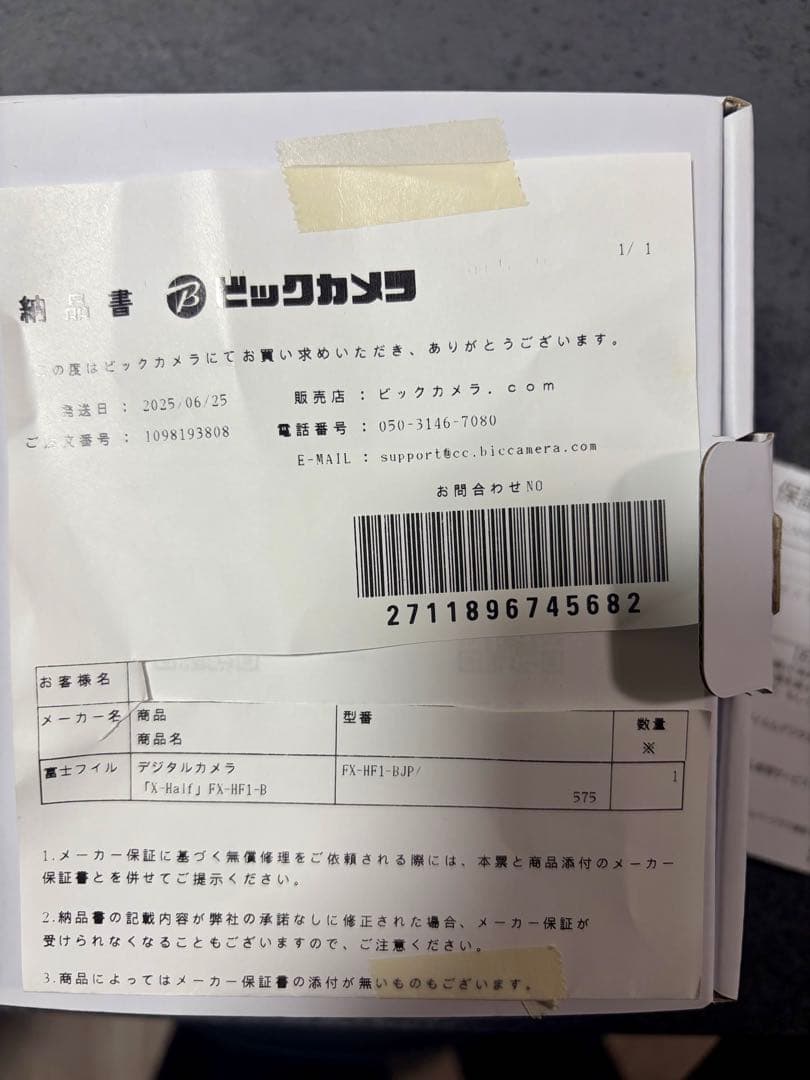 1/ 1
納品書 ビックカメラ
この度はビックカメラにてお買い求めいただき、ありがとうございます。
発送日 : 2025/06/25
ご注文番号 : 1098193808
販売店 : ビックカメラ.com
電話番号 : 050-3146-7080
E-MAIL : support@cc.biccamera.com
お問合わせNO
2711896745682
お客様名
メーカー名 商品 型番 数量
商品名 ※
富士フイル デジタルカメラ FX-HF1-BJP/ 1
「X-Half」FX-HF1-B 575
1.メーカー保証に基づく無償修理をご依頼される際には、本票と商品添付のメーカー
保証書とを併せてご提示ください。
2.納品書の記載内容が弊社の承諾なしに修正された場合、メーカー保証が
受けられなくなることもございますので、ご注意ください。
3.商品によってはメーカー保証書の添付が無いものもございます。